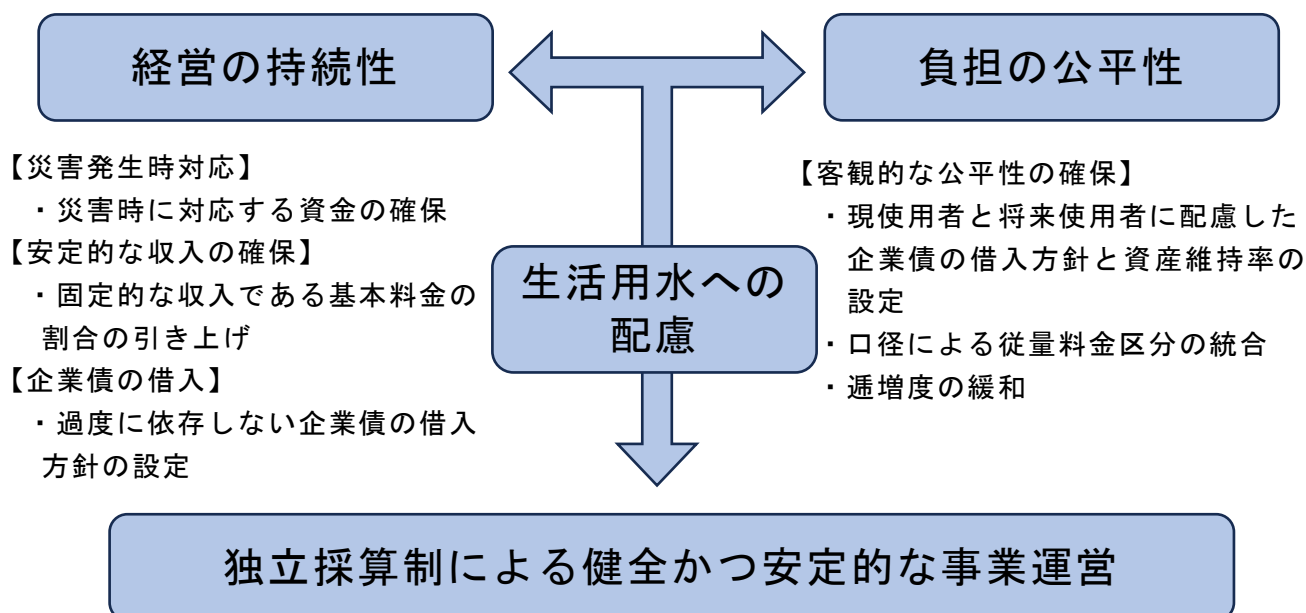 経営の持続性
負担の公平性
【災害発生時対応】
・災害時に対応する資金の確保
【安定的な収入の確保】
・固定的な収入である基本料金の
割合の引き上げ
【企業債の借入】
・過度に依存しない企業債の借入
方針の設定
生活用水への
配慮
【客観的な公平性の確保】
・現使用者と将来使用者に配慮した
企業債の借入方針と資産維持率の
設定
・口径による従量料金区分の統合
・逓増度の緩和
独立採算制による健全かつ安定的な事業運営